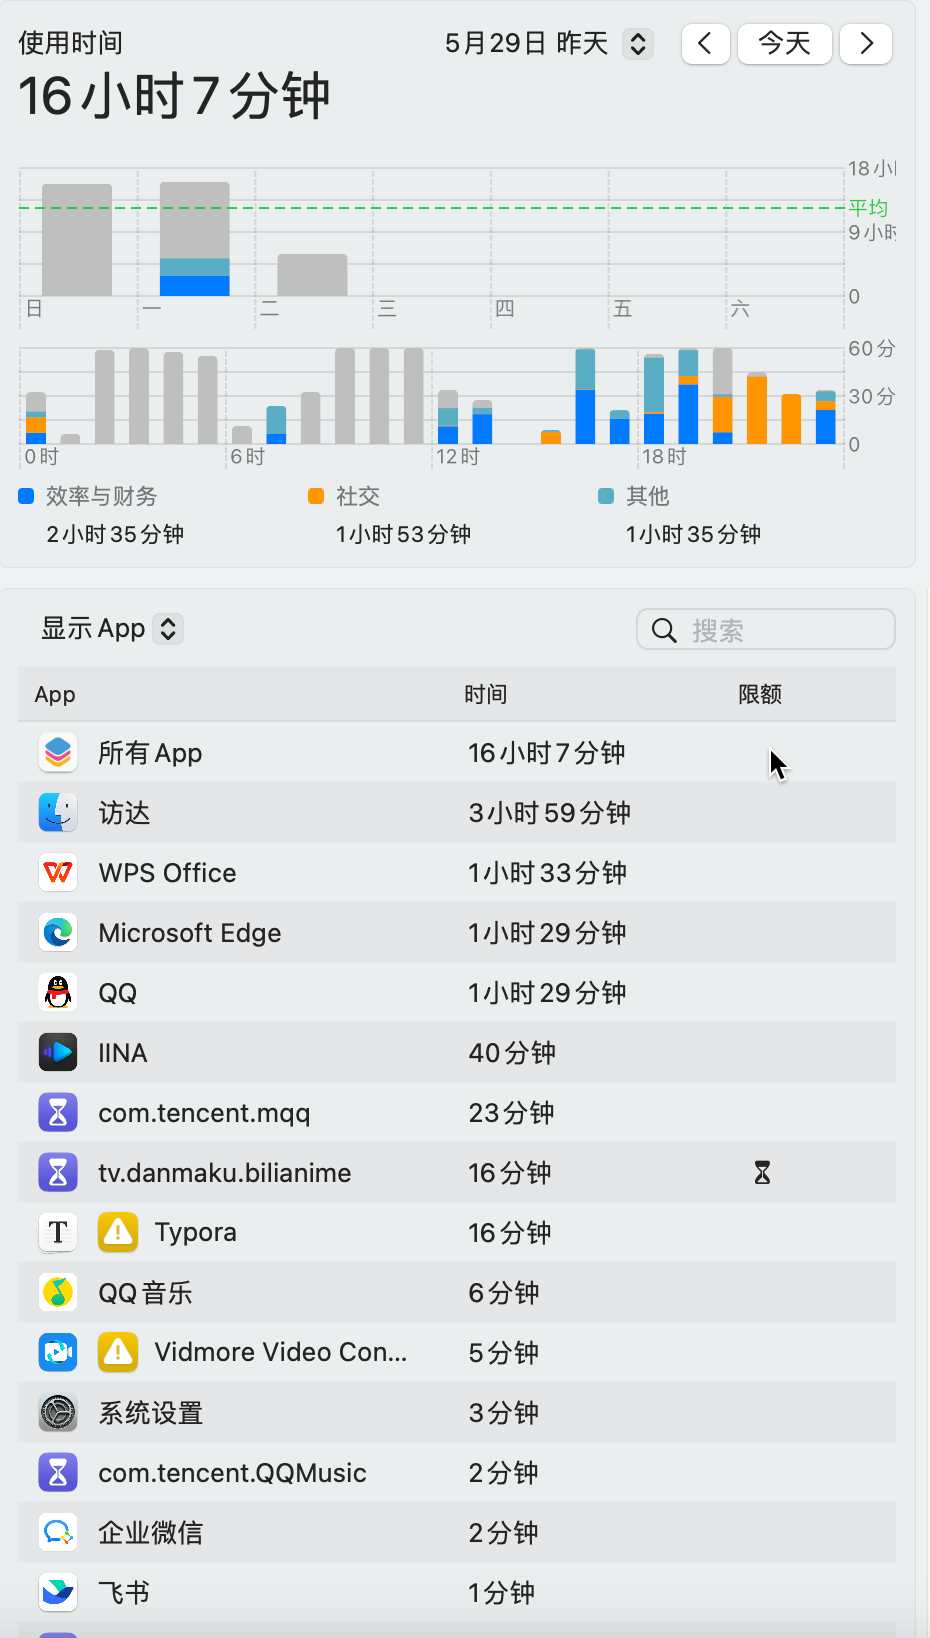 使用时间
5月29日 昨天
今天
16小时7分钟
18小
平均
9小时
0
日 一 二 三 四 五 六
60分
30分
0
0时 6时 12时 18时
效率与财务 社交 其他
2小时35分钟 1小时53分钟 1小时35分钟
显示App
搜索
App 时间 限额
所有App 16小时7分钟
访达 3小时59分钟
WPS Office 1小时33分钟
Microsoft Edge 1小时29分钟
QQ 1小时29分钟
IINA 40分钟
com.tencent.mqq 23分钟
tv.danmaku.bilianime 16分钟
T Typora 16分钟
QQ音乐 6分钟
Vidmore Video Con... 5分钟
系统设置 3分钟
com.tencent.QQMusic 2分钟
企业微信 2分钟
飞书 1分钟